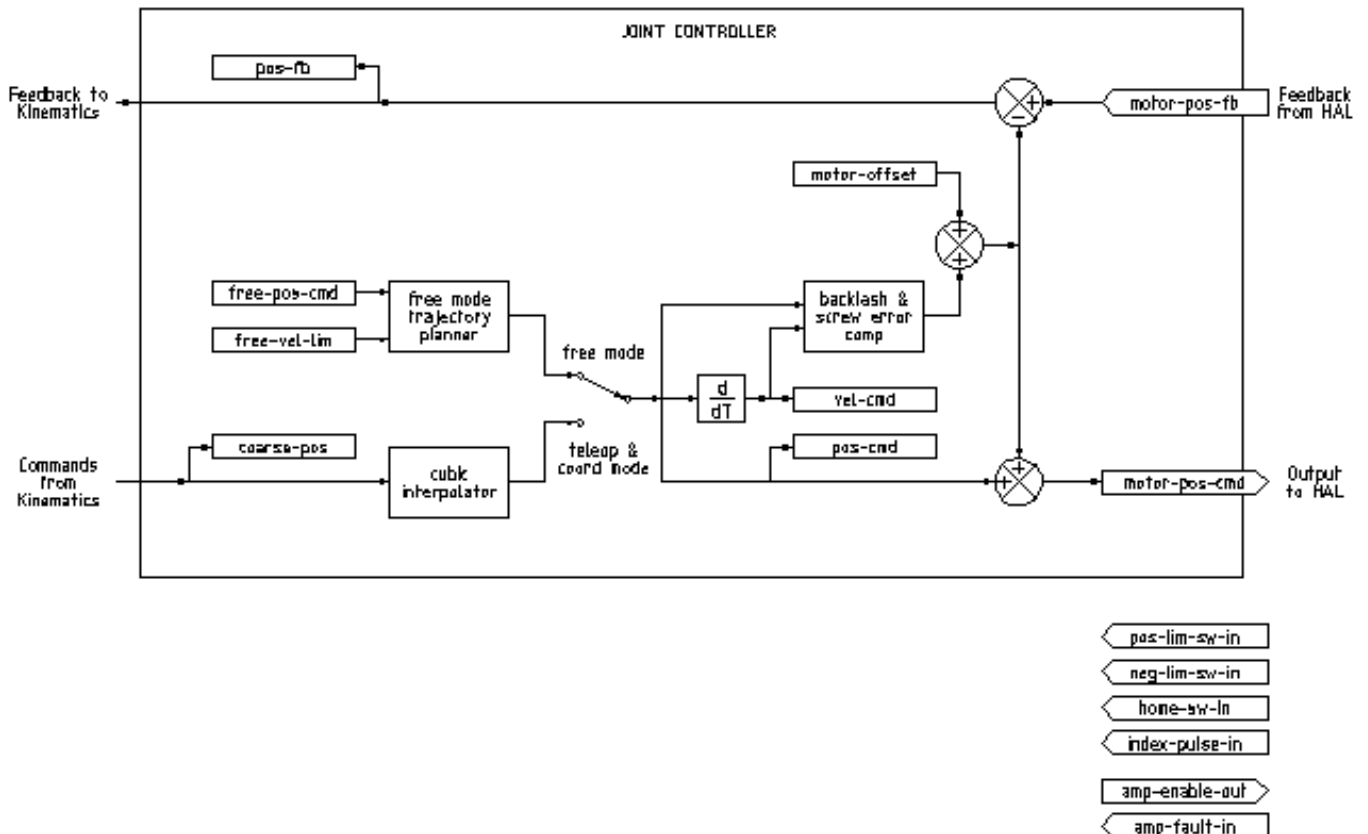 JOINT CONTROLLER
pos-fb
Feedback to
Kinematics
motor-pos-fb
Feedback
from HAL
motor-offset
free-pos-cmd
free-vel-lim
free mode
trajectory
planner
backlash &
screw error
comp
free mode
d
dT
vel-cmd
coarse-pos
pos-cmd
teleop &
coord mode
Commands
from
Kinematics
cubic
interpolator
motor-pos-cmd
Output
to HAL
+
-
+
+
+
+
pos-lim-sw-in
neg-lim-sw-in
home-sw-in
index-pulse-in
amp-enable-out
amp-fault-in